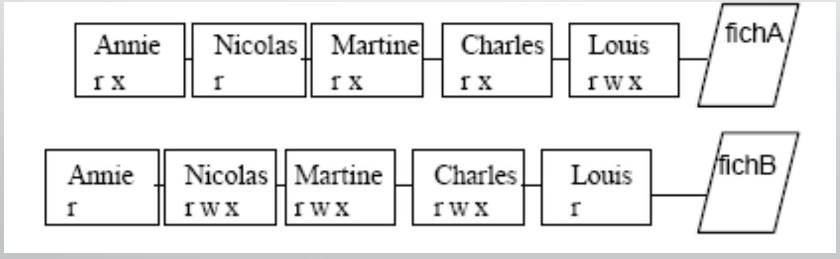 Annie Nicolas Martine Charles Louis fichA
r x r r x r x r w x
Annie Nicolas Martine Charles Louis fichB
r r w x r w x r w x r